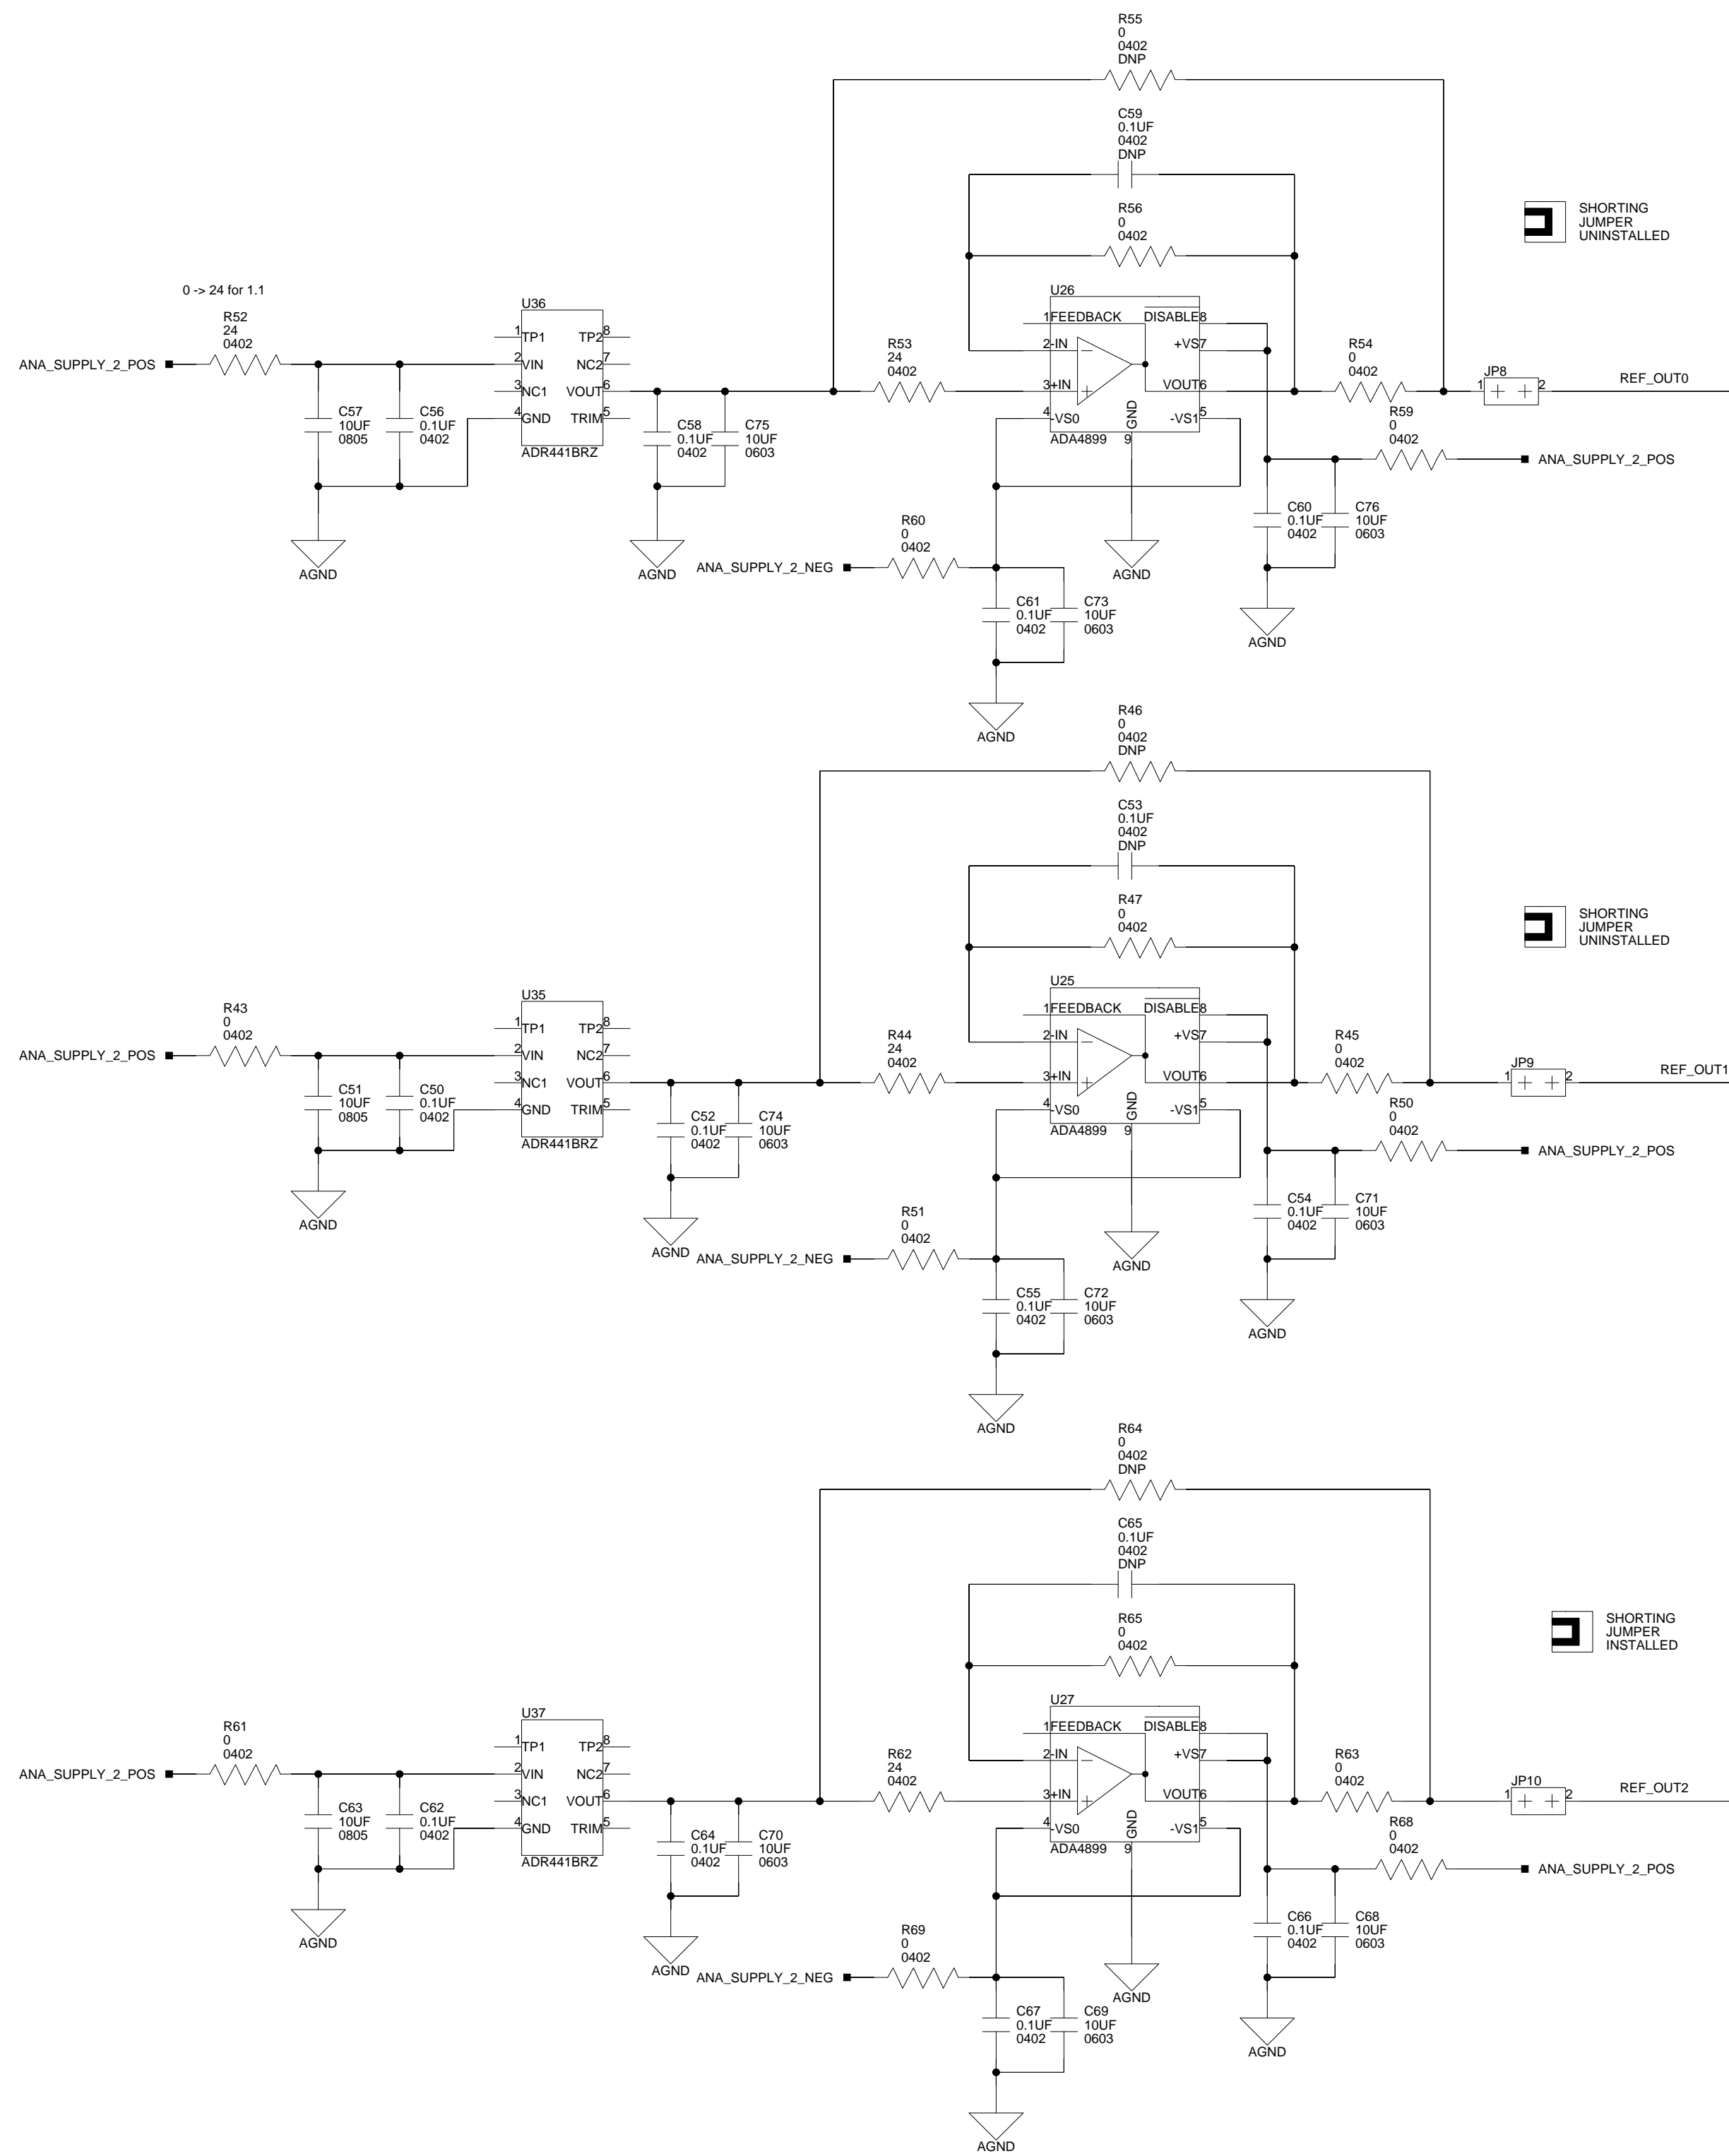 R55
0
0402
DNP
C59
0.1UF
0402
DNP
R56
0
0402
SHORTING
JUMPER
UNINSTALLED
0 -> 24 for 1.1
R52
24
0402
ANA_SUPPLY_2_POS
C57
10UF
0805
C56
0.1UF
0402
AGND
U36
1 TP1 TP2 8
2 VIN NC2 7
3 NC1 VOUT 6
4 GND TRIM 5
ADR441BRZ
C58
0.1UF
0402
C75
10UF
0603
AGND
R53
24
0402
U26
1 FEEDBACK DISABLE 8
2 -IN +VS 7
3 +IN VOUT 6
4 -VS0 GND -VS1 5
ADA4899 9
AGND
R54
0
0402
JP8
1 2
REF_OUT0
R59
0
0402
ANA_SUPPLY_2_POS
C60
0.1UF
0402
C76
10UF
0603
AGND
R60
0
0402
ANA_SUPPLY_2_NEG
C61
0.1UF
0402
C73
10UF
0603
AGND
R46
0
0402
DNP
C53
0.1UF
0402
DNP
R47
0
0402
SHORTING
JUMPER
UNINSTALLED
R43
0
0402
ANA_SUPPLY_2_POS
C51
10UF
0805
C50
0.1UF
0402
AGND
U35
1 TP1 TP2 8
2 VIN NC2 7
3 NC1 VOUT 6
4 GND TRIM 5
ADR441BRZ
C52
0.1UF
0402
C74
10UF
0603
AGND
R44
24
0402
U25
1 FEEDBACK DISABLE 8
2 -IN +VS 7
3 +IN VOUT 6
4 -VS0 GND -VS1 5
ADA4899 9
AGND
R45
0
0402
JP9
1 2
REF_OUT1
R50
0
0402
ANA_SUPPLY_2_POS
C54
0.1UF
0402
C71
10UF
0603
AGND
R51
0
0402
ANA_SUPPLY_2_NEG
C55
0.1UF
0402
C72
10UF
0603
AGND
R64
0
0402
DNP
C65
0.1UF
0402
DNP
R65
0
0402
SHORTING
JUMPER
INSTALLED
R61
0
0402
ANA_SUPPLY_2_POS
C63
10UF
0805
C62
0.1UF
0402
AGND
U37
1 TP1 TP2 8
2 VIN NC2 7
3 NC1 VOUT 6
4 GND TRIM 5
ADR441BRZ
C64
0.1UF
0402
C70
10UF
0603
AGND
R62
24
0402
U27
1 FEEDBACK DISABLE 8
2 -IN +VS 7
3 +IN VOUT 6
4 -VS0 GND -VS1 5
ADA4899 9
AGND
R63
0
0402
JP10
1 2
REF_OUT2
R68
0
0402
ANA_SUPPLY_2_POS
C66
0.1UF
0402
C68
10UF
0603
AGND
R69
0
0402
ANA_SUPPLY_2_NEG
C67
0.1UF
0402
C69
10UF
0603
AGND